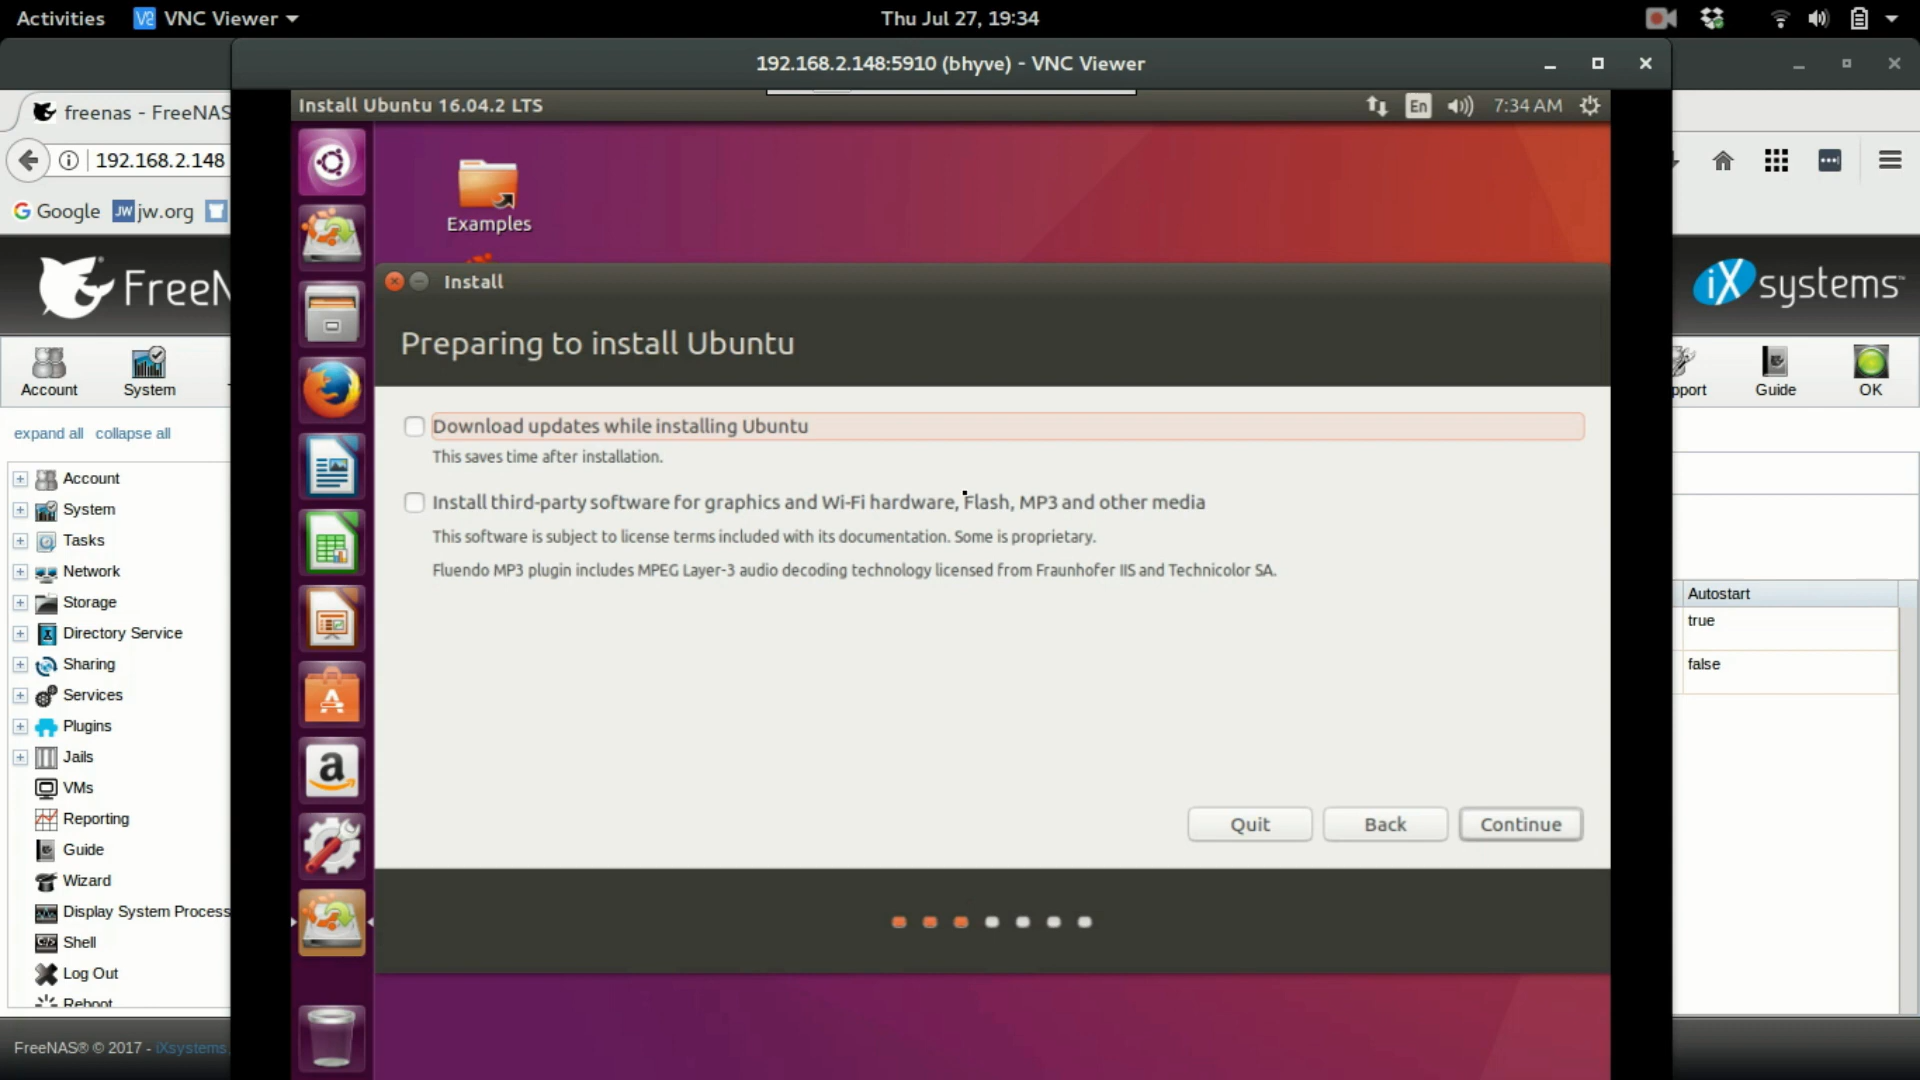 Activities VNC Viewer Thu Jul 27, 19:34
192.168.2.148:5910 (bhyve) - VNC Viewer
freenas - FreeNAS
192.168.2.148
Google jw.org
Install Ubuntu 16.04.2 LTS En 7:34 AM
Examples
Install
Preparing to install Ubuntu
Download updates while installing Ubuntu
This saves time after installation.
Install third-party software for graphics and Wi-Fi hardware, Flash, MP3 and other media
This software is subject to license terms included with its documentation. Some is proprietary.
Fluendo MP3 plugin includes MPEG Layer-3 audio decoding technology licensed from Fraunhofer IIS and Technicolor SA.
Quit Back Continue
FreeN
iX systems
Account System
pport Guide OK
expand all collapse all
Account
System
Tasks
Network
Storage
Directory Service
Sharing
Services
Plugins
Jails
VMs
Reporting
Guide
Wizard
Display System Process
Shell
Log Out
Reboot
Autostart
true
false
FreeNAS® © 2017 - iXsystems,